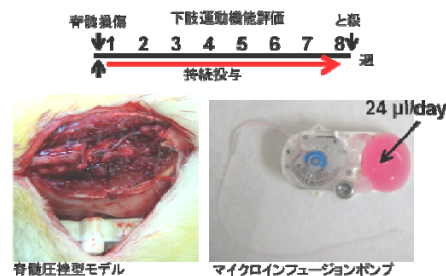 脊髄損傷 下肢運動機能評価 と殺
1 2 3 4 5 6 7 8 週
持続投与
24 µl/day
脊髄圧挫型モデル マイクロインフュージョンポンプ